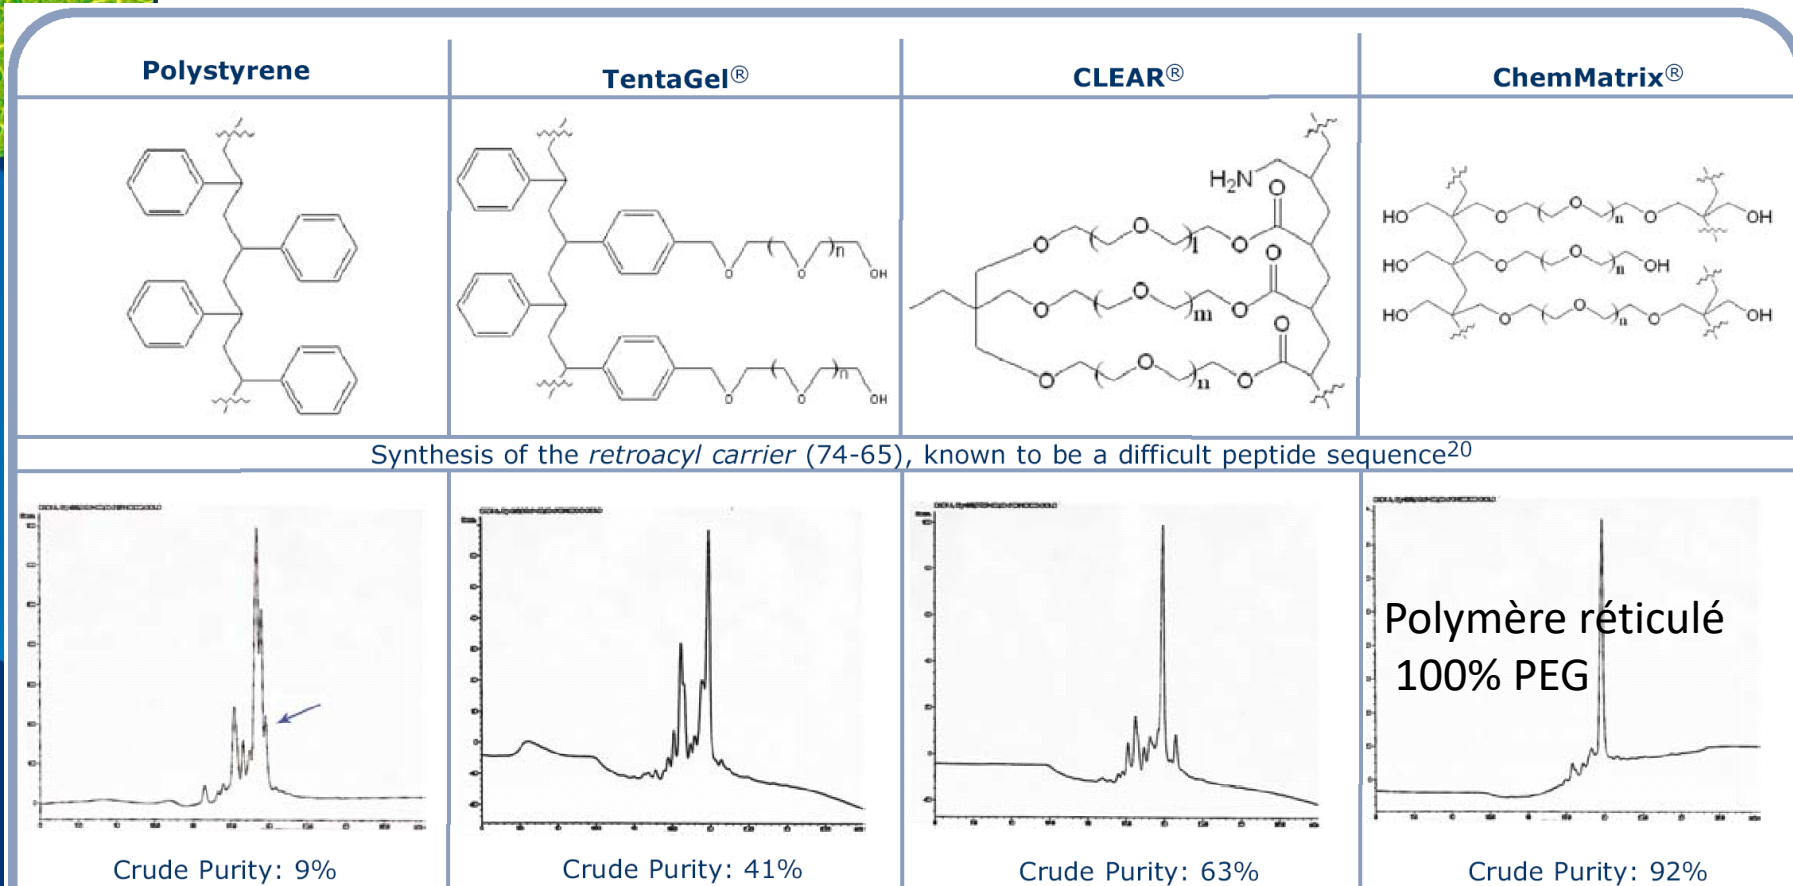 Polystyrene
TentaGel®
CLEAR®
ChemMatrix®
n
O
O
OH
n
O
O
OH
H₂N
O
O
O
l
O
O
O
O
m
O
O
O
O
n
O
HO
O
O
n
O
OH
HO
O
O
n
OH
HO
O
O
n
O
OH
Synthesis of the retroacyl carrier (74-65), known to be a difficult peptide sequence²⁰
Polymère réticulé
100% PEG
Crude Purity: 9%
Crude Purity: 41%
Crude Purity: 63%
Crude Purity: 92%